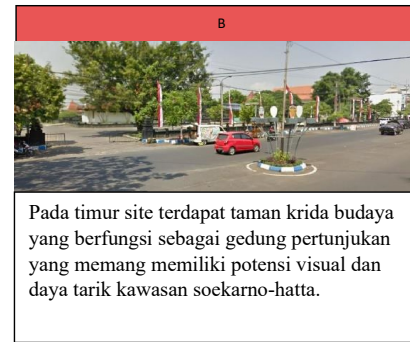 B
Pada timur site terdapat taman krida budaya
yang berfungsi sebagai gedung pertunjukan
yang memang memiliki potensi visual dan
daya tarik kawasan soekarno-hatta.